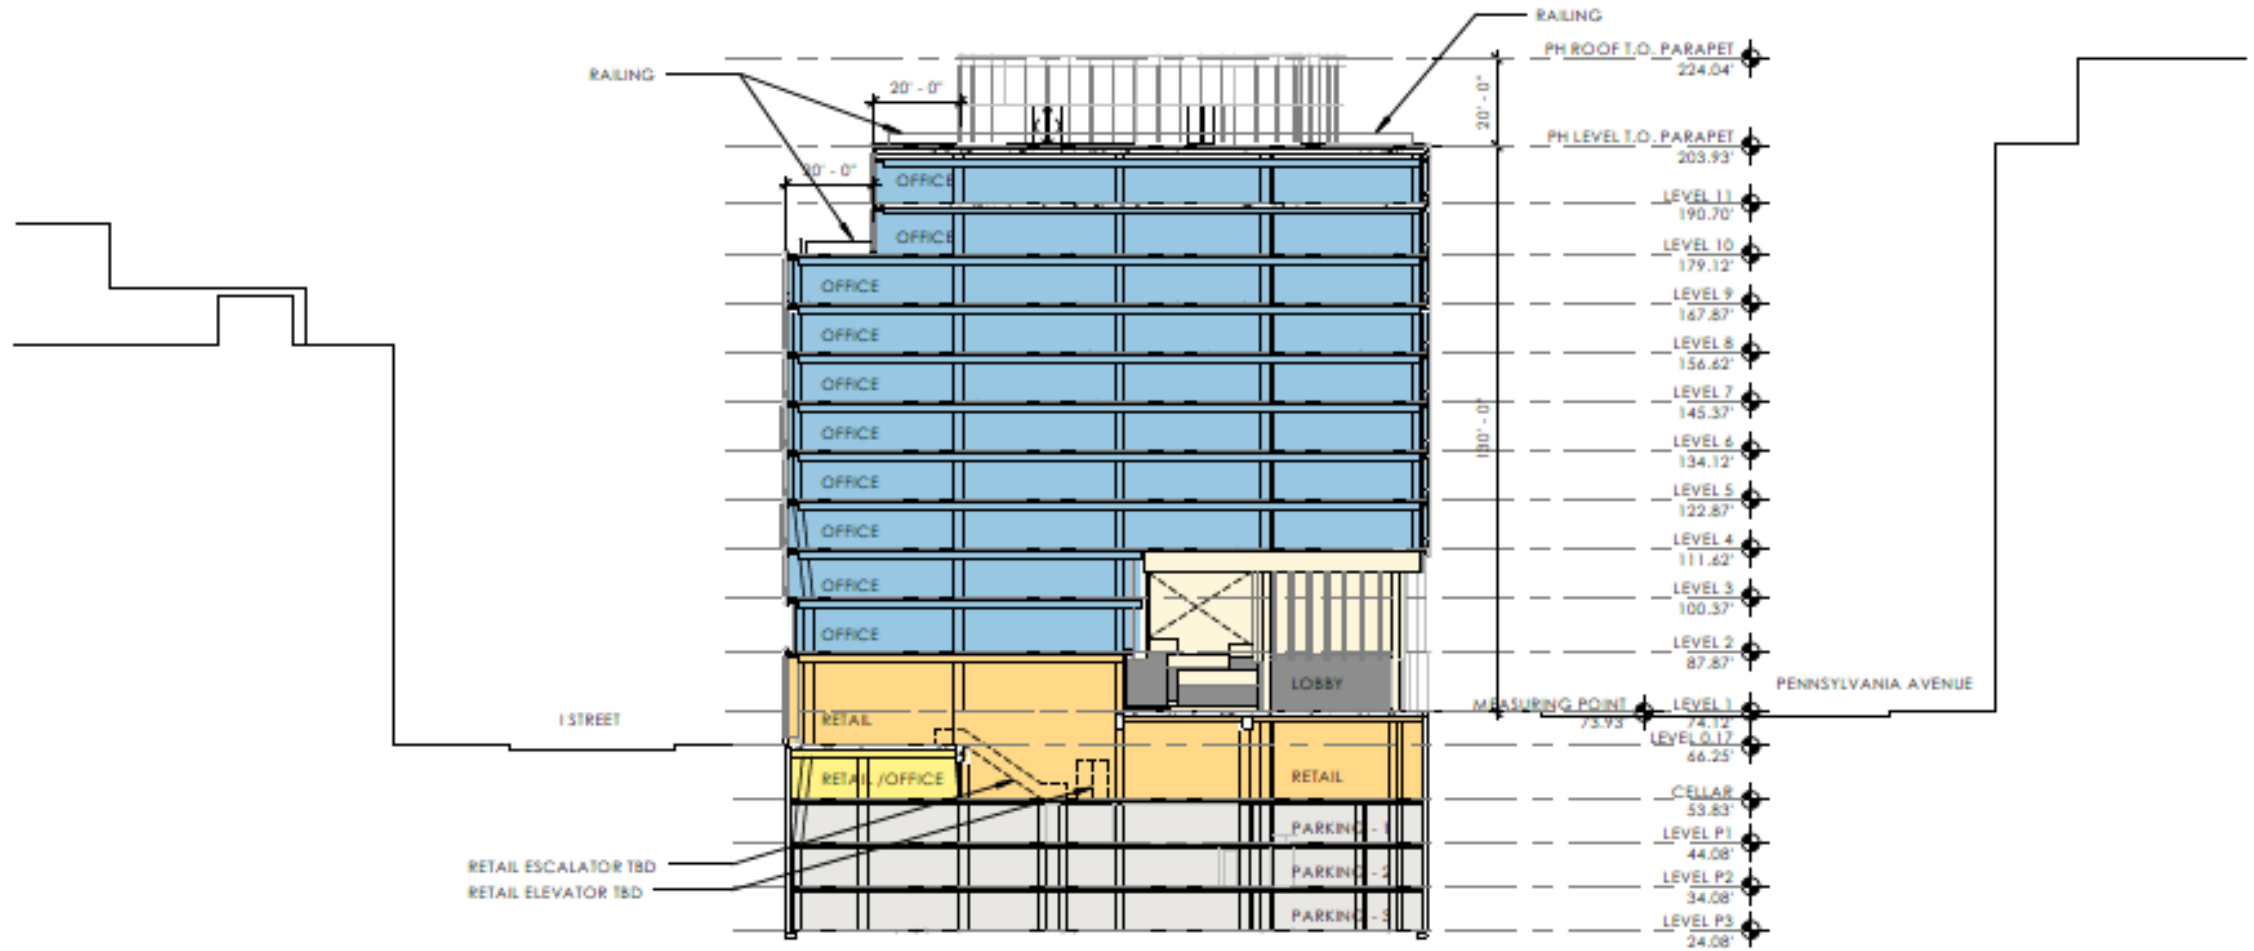 RAILING
PH ROOF T.O. PARAPET
224.04'
RAILING
20' - 0"
20' - 0"
PH LEVEL T.O. PARAPET
203.93'
20' - 0"
OFFICE
LEVEL 11
190.70'
OFFICE
LEVEL 10
179.12'
OFFICE
LEVEL 9
167.87'
OFFICE
LEVEL 8
156.62'
OFFICE
LEVEL 7
145.37'
130' - 0"
OFFICE
LEVEL 6
134.12'
OFFICE
LEVEL 5
122.87'
OFFICE
LEVEL 4
111.62'
OFFICE
LEVEL 3
100.37'
OFFICE
LEVEL 2
87.87'
LOBBY
PENNSYLVANIA AVENUE
I STREET
RETAIL
MEASURING POINT
73.93'
LEVEL 1
74.12'
LEVEL 0.17
66.25'
RETAIL /OFFICE
RETAIL
CELLAR
53.83'
PARKING - 1
LEVEL P1
44.08'
RETAIL ESCALATOR TBD
RETAIL ELEVATOR TBD
PARKING - 2
LEVEL P2
34.08'
PARKING - 3
LEVEL P3
24.08'